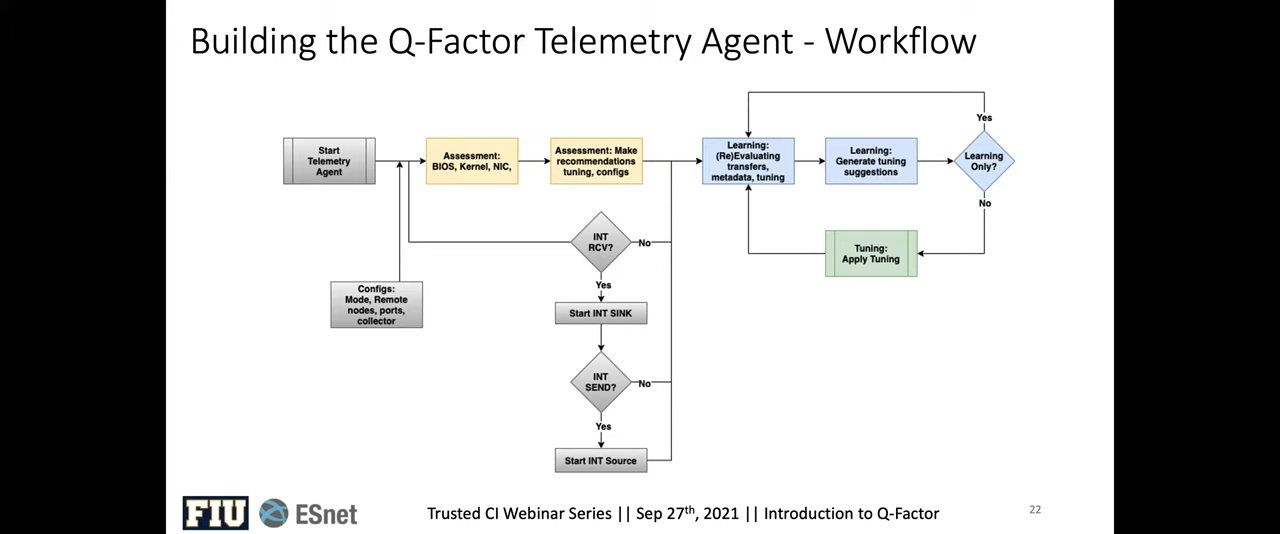 Building the Q-Factor Telemetry Agent - Workflow
Start
Telemetry
Agent
Assessment:
BIOS, Kernel, NIC,
Assessment: Make
recommendations
tuning, configs
Learning:
(Re)Evaluating
transfers,
metadata, tuning
Learning:
Generate tuning
suggestions
Yes
Learning
Only?
No
Tuning:
Apply Tuning
INT
RCV?
No
Yes
Configs:
Mode, Remote
nodes, ports,
collector
Start INT SINK
INT
SEND?
No
Yes
Start INT Source
FIU
ESnet
Trusted CI Webinar Series || Sep 27th, 2021 || Introduction to Q-Factor
22